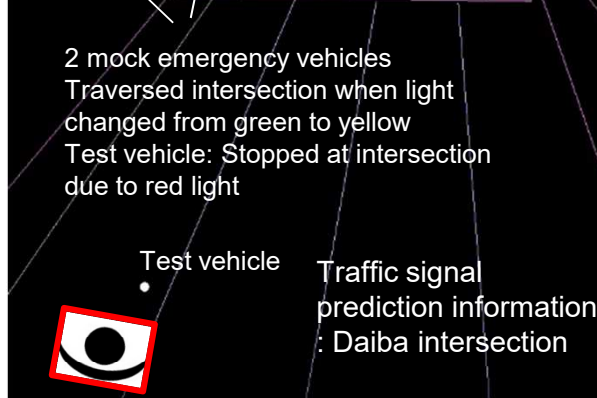 2 mock emergency vehicles
Traversed intersection when light
changed from green to yellow
Test vehicle: Stopped at intersection
due to red light
Test vehicle
Traffic signal
prediction information
: Daiba intersection